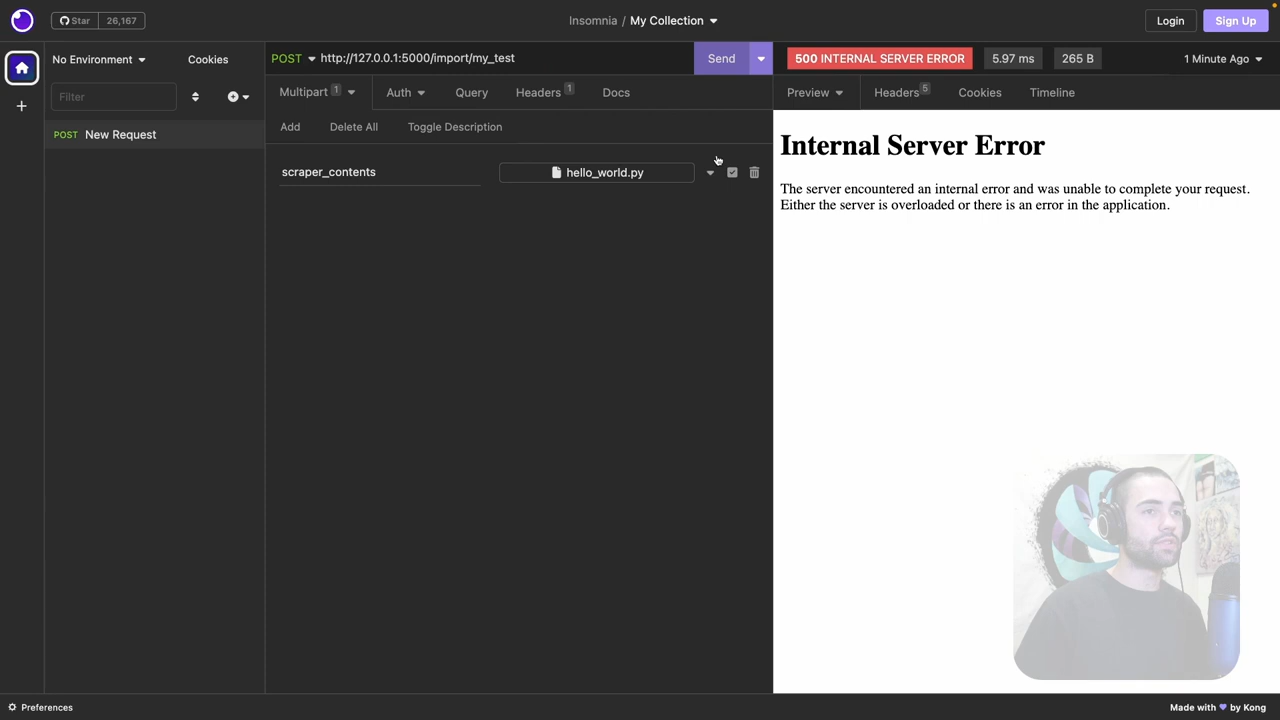 Star 26,167
Insomnia / My Collection
Login
Sign Up
No Environment
Cookies
POST http://127.0.0.1:5000/import/my_test
Send
500 INTERNAL SERVER ERROR
5.97 ms
265 B
1 Minute Ago
Filter
Multipart 1
Auth
Query
Headers 1
Docs
Preview
Headers 5
Cookies
Timeline
Add
Delete All
Toggle Description
POST New Request
scraper_contents
hello_world.py
Internal Server Error
The server encountered an internal error and was unable to complete your request.
Either the server is overloaded or there is an error in the application.
Preferences
Made with by Kong